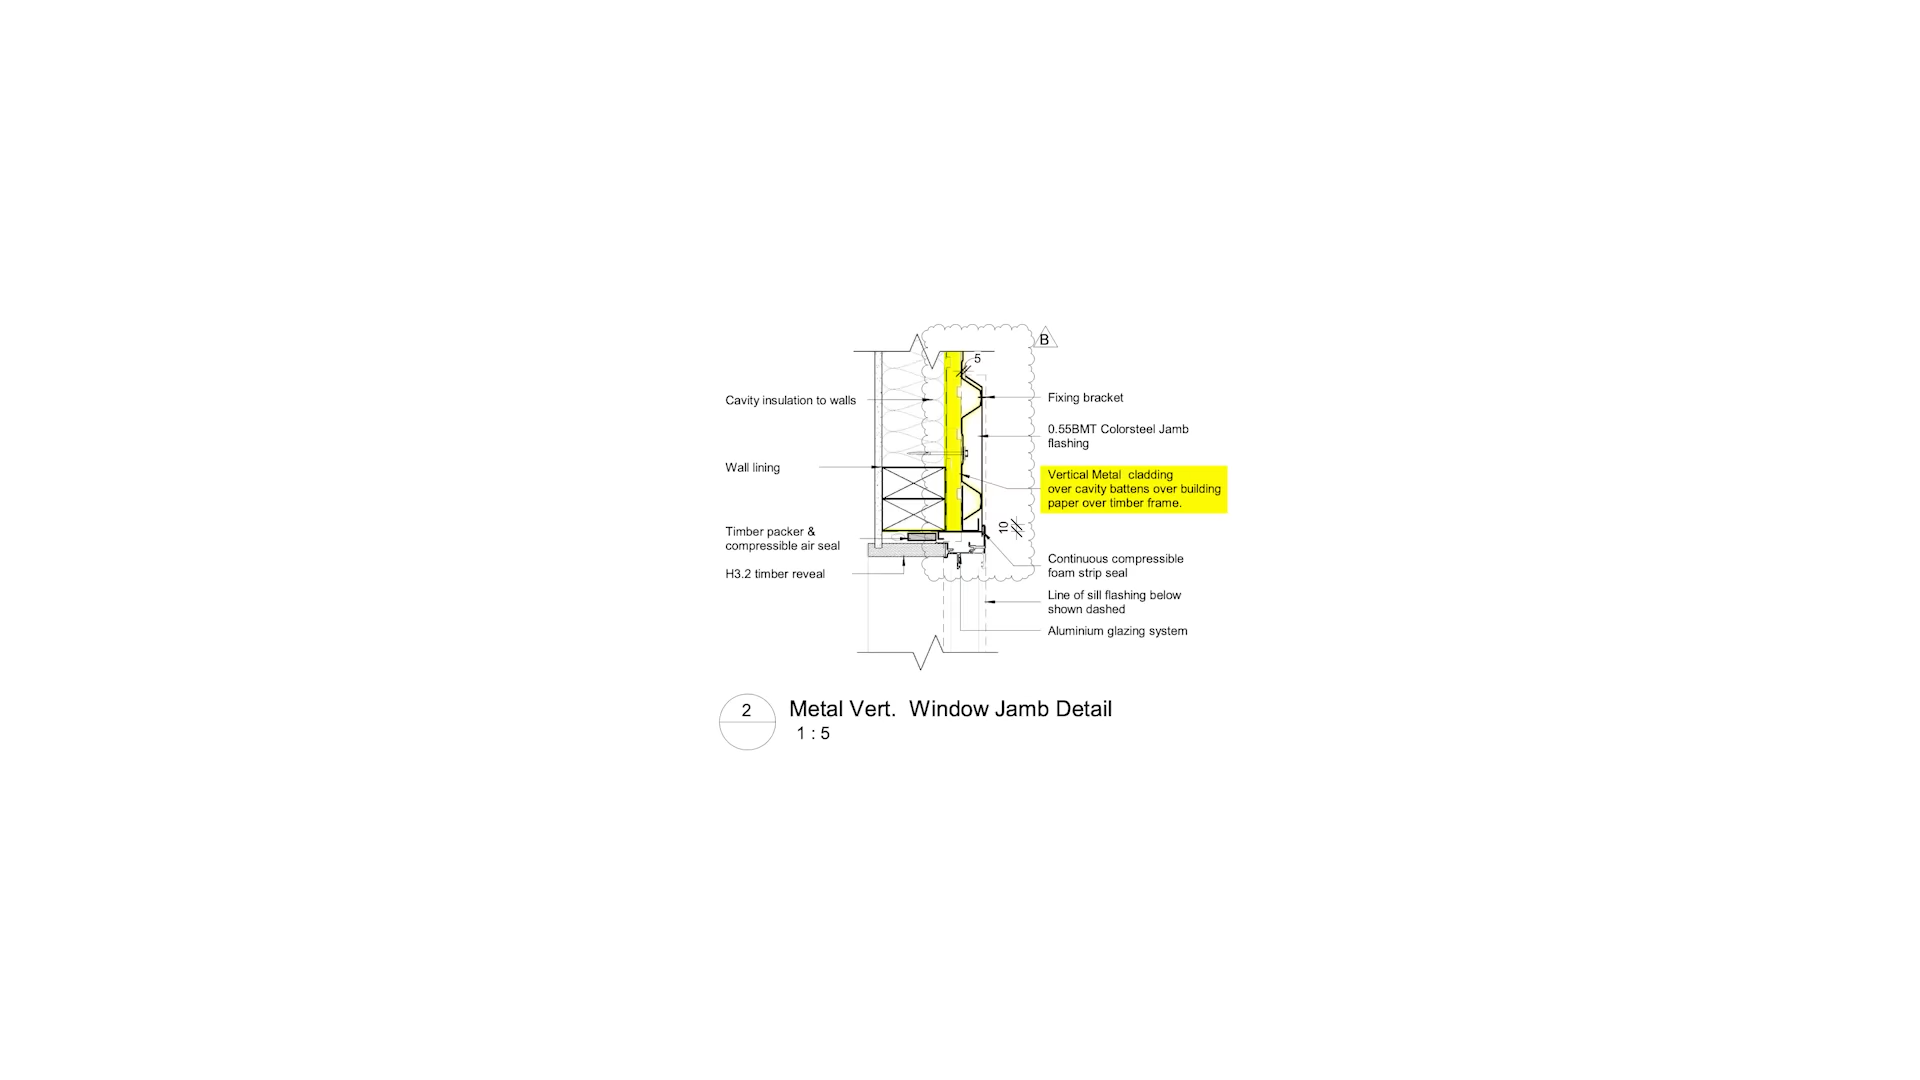 B
5
Cavity insulation to walls
Fixing bracket
0.55BMT Colorsteel Jamb
flashing
Wall lining
Vertical Metal cladding
over cavity battens over building
paper over timber frame.
10
Timber packer &
compressible air seal
H3.2 timber reveal
Continuous compressible
foam strip seal
Line of sill flashing below
shown dashed
Aluminium glazing system
2
Metal Vert. Window Jamb Detail
1 : 5